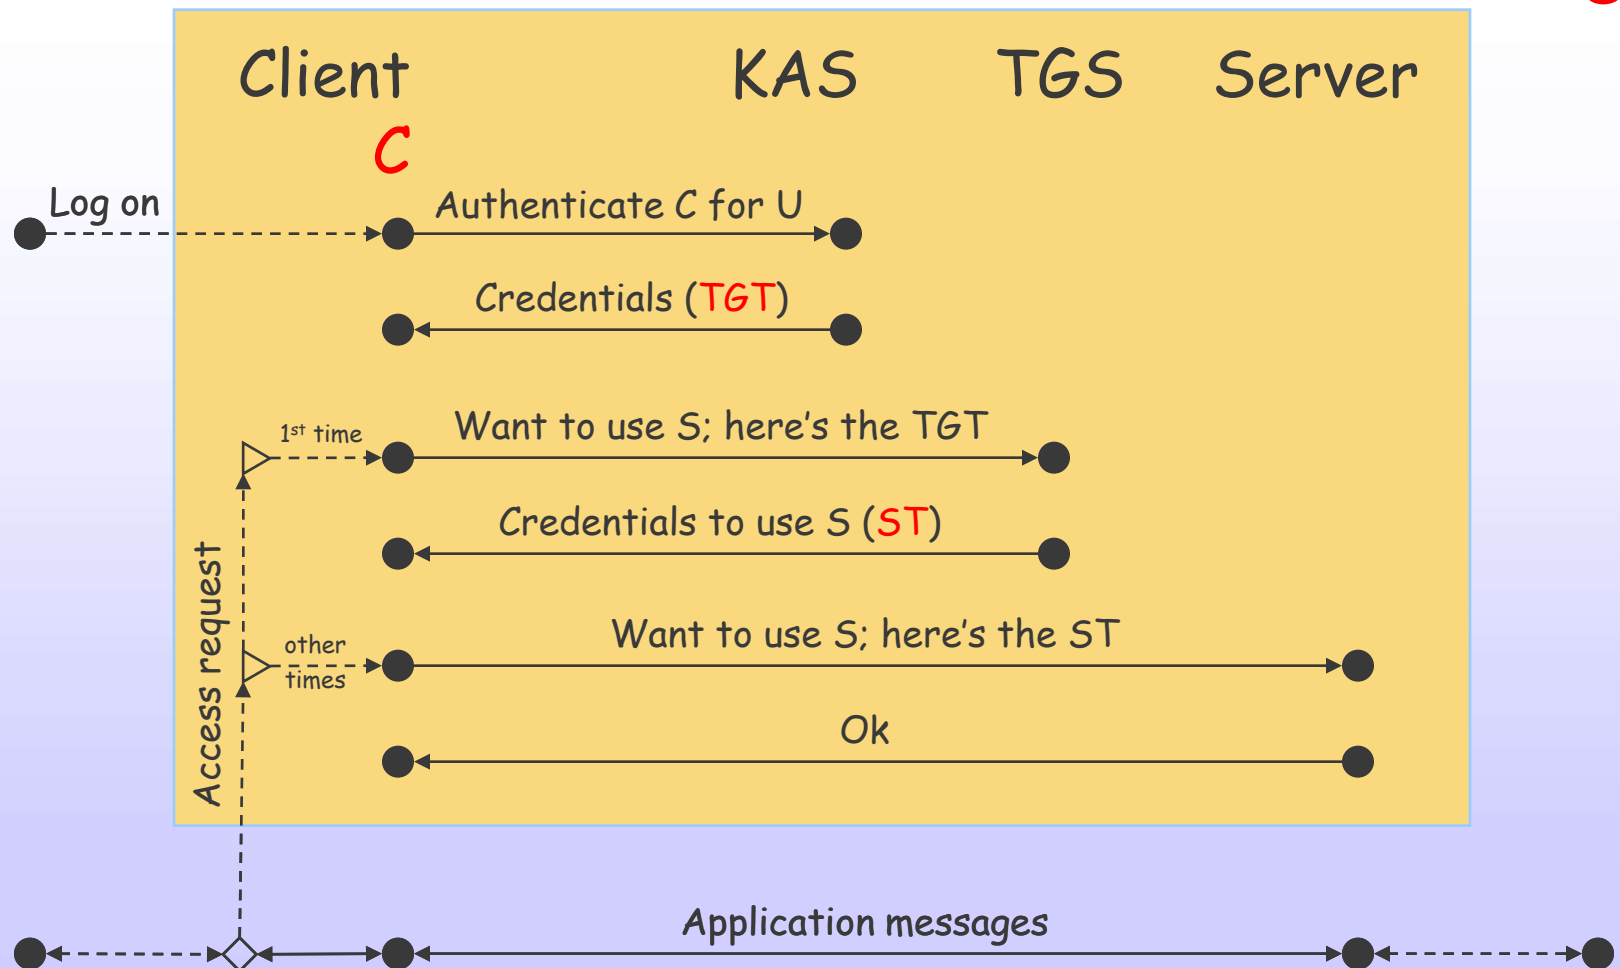 Client KAS TGS Server
C
Log on
Authenticate C for U
Credentials (TGT)
1st time
Want to use S; here's the TGT
Credentials to use S (ST)
Access request
other
times
Want to use S; here's the ST
Ok
Application messages